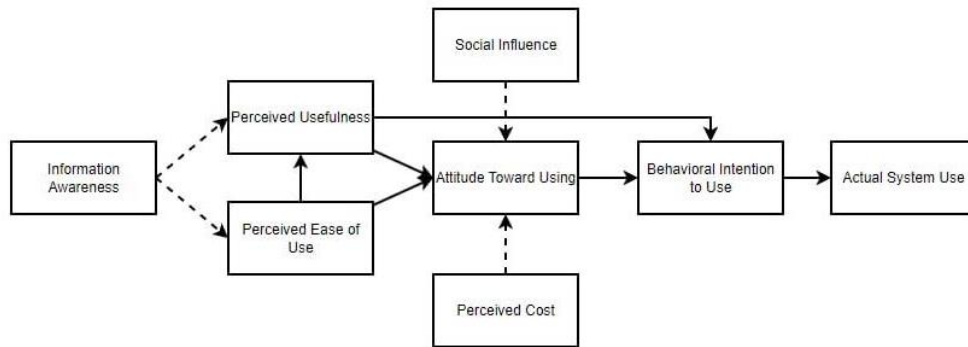 Social Influence
Perceived Usefulness
Information
Awareness
Attitude Toward Using
Behavioral Intention
to Use
Actual System Use
Perceived Ease of
Use
Perceived Cost